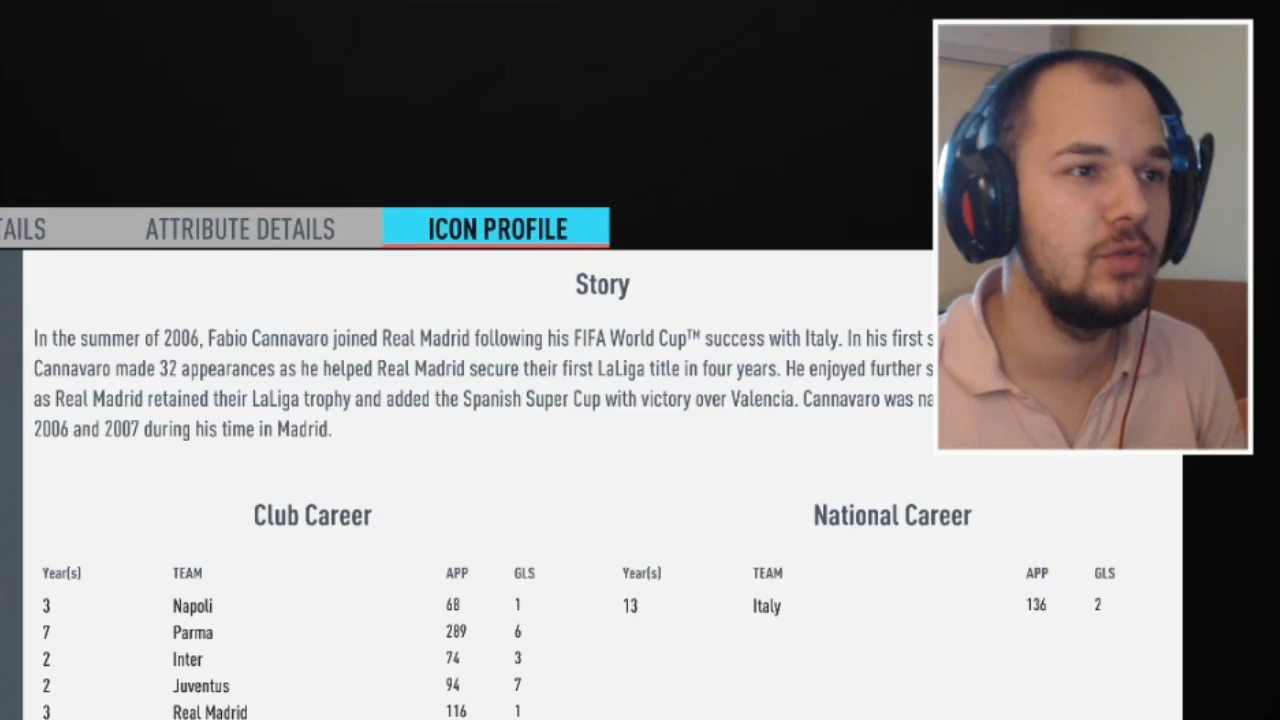 TAILS
ATTRIBUTE DETAILS
ICON PROFILE
Story
In the summer of 2006, Fabio Cannavaro joined Real Madrid following his FIFA World Cup™ success with Italy. In his first s
Cannavaro made 32 appearances as he helped Real Madrid secure their first LaLiga title in four years. He enjoyed further s
as Real Madrid retained their LaLiga trophy and added the Spanish Super Cup with victory over Valencia. Cannavaro was na
2006 and 2007 during his time in Madrid.
Club Career
Year(s) TEAM APP GLS
3 Napoli 68 1
7 Parma 289 6
2 Inter 74 3
2 Juventus 94 7
3 Real Madrid 116 1
National Career
Year(s) TEAM APP GLS
13 Italy 136 2